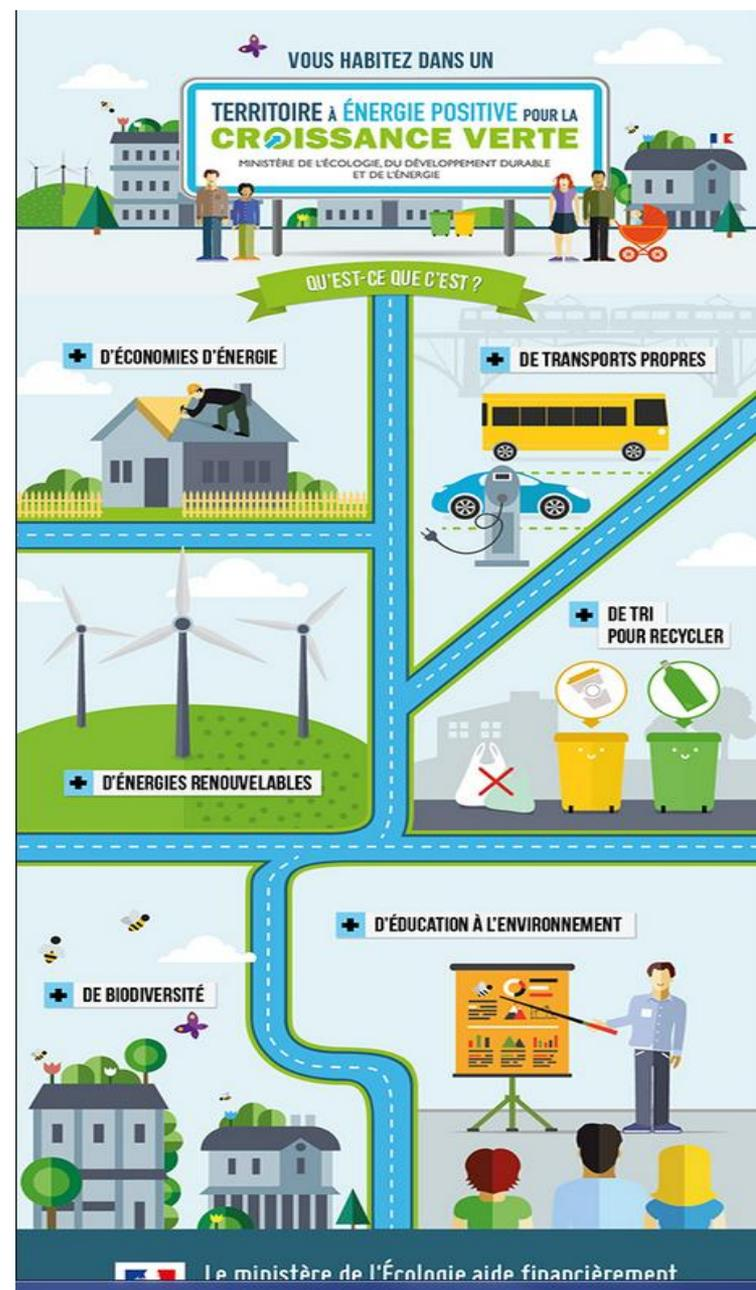 VOUS HABITEZ DANS UN
TERRITOIRE À ÉNERGIE POSITIVE POUR LA
CROISSANCE VERTE
MINISTÈRE DE L'ÉCOLOGIE, DU DÉVELOPPEMENT DURABLE
ET DE L'ÉNERGIE
QU'EST-CE QUE C'EST ?
+ D'ÉCONOMIES D'ÉNERGIE
+ DE TRANSPORTS PROPRES
+ DE TRI
POUR RECYCLER
+ D'ÉNERGIES RENOUVELABLES
+ D'ÉDUCATION À L'ENVIRONNEMENT
+ DE BIODIVERSITÉ
Le ministère de l'Écologie aide financièrement